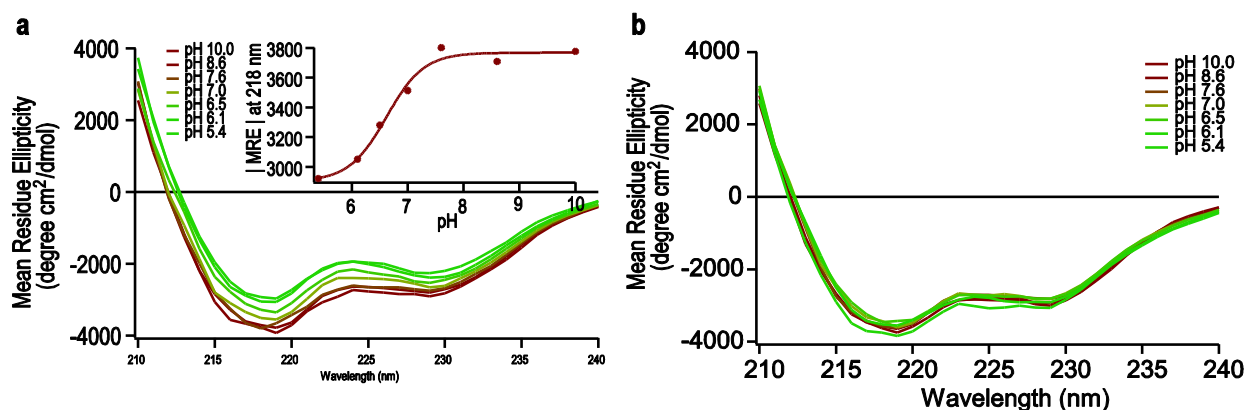 a
Mean Residue Ellipticity
(degree cm²/dmol)
4000
2000
0
-2000
-4000
pH 10.0
pH 8.6
pH 7.6
pH 7.0
pH 6.5
pH 6.1
pH 5.4
| MRE | at 218 nm
3800
3600
3400
3200
3000
6 7 8 9 10
pH
210 215 220 225 230 235 240
Wavelength (nm)
b
Mean Residue Ellipticity
(degree cm²/dmol)
4000
2000
0
-2000
-4000
pH 10.0
pH 8.6
pH 7.6
pH 7.0
pH 6.5
pH 6.1
pH 5.4
210 215 220 225 230 235 240
Wavelength (nm)